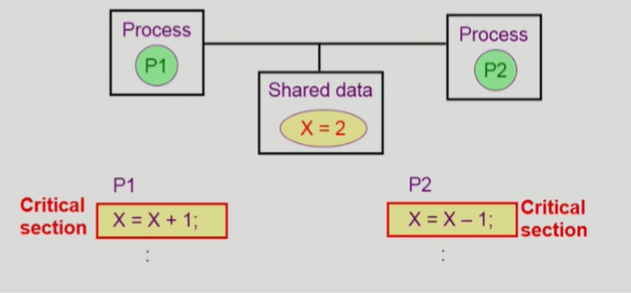 Process
P1
Process
P2
Shared data
X = 2
P1
P2
Critical
section
X = X + 1;
X = X – 1;
Critical
section
:
: